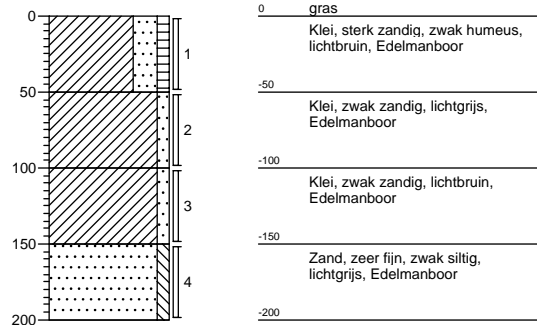 0
50
100
150
200
1
2
3
4
0
gras
Klei, sterk zandig, zwak humeus,
lichtbruin, Edelmanboor
-50
Klei, zwak zandig, lichtgrijs,
Edelmanboor
-100
Klei, zwak zandig, lichtbruin,
Edelmanboor
-150
Zand, zeer fijn, zwak siltig,
lichtgrijs, Edelmanboor
-200